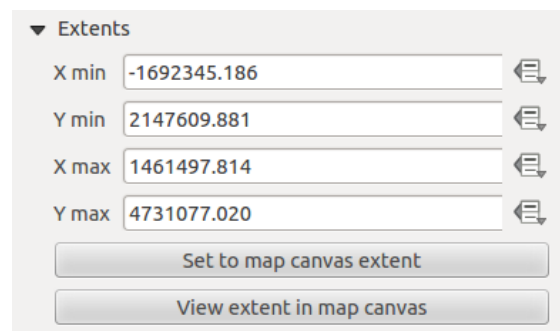 Extents
X min -1692345.186
Y min 2147609.881
X max 1461497.814
Y max 4731077.020
Set to map canvas extent
View extent in map canvas